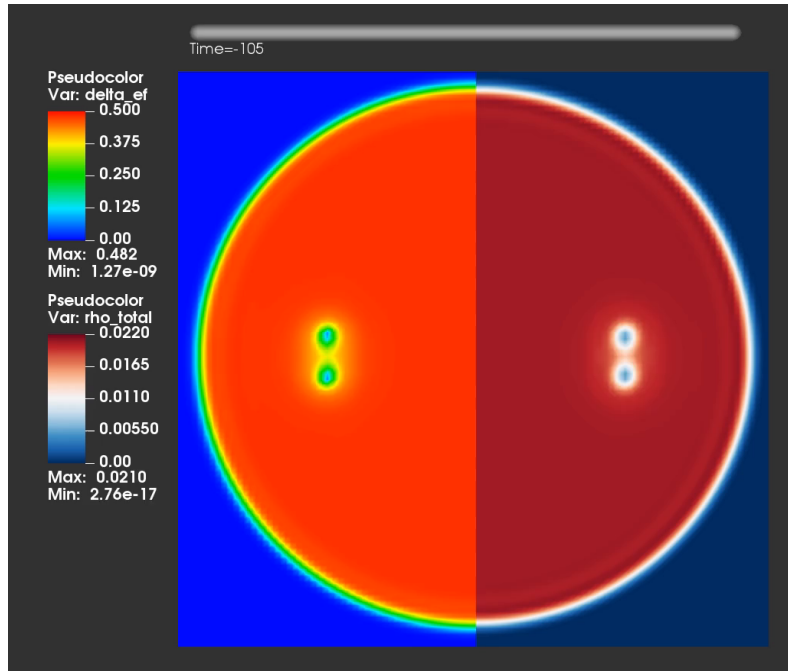 Time=-105
Pseudocolor
Var: delta_ef
0.500
0.375
0.250
0.125
0.00
Max: 0.482
Min: 1.27e-09
Pseudocolor
Var: rho_total
0.0220
0.0165
0.0110
0.00550
0.00
Max: 0.0210
Min: 2.76e-17